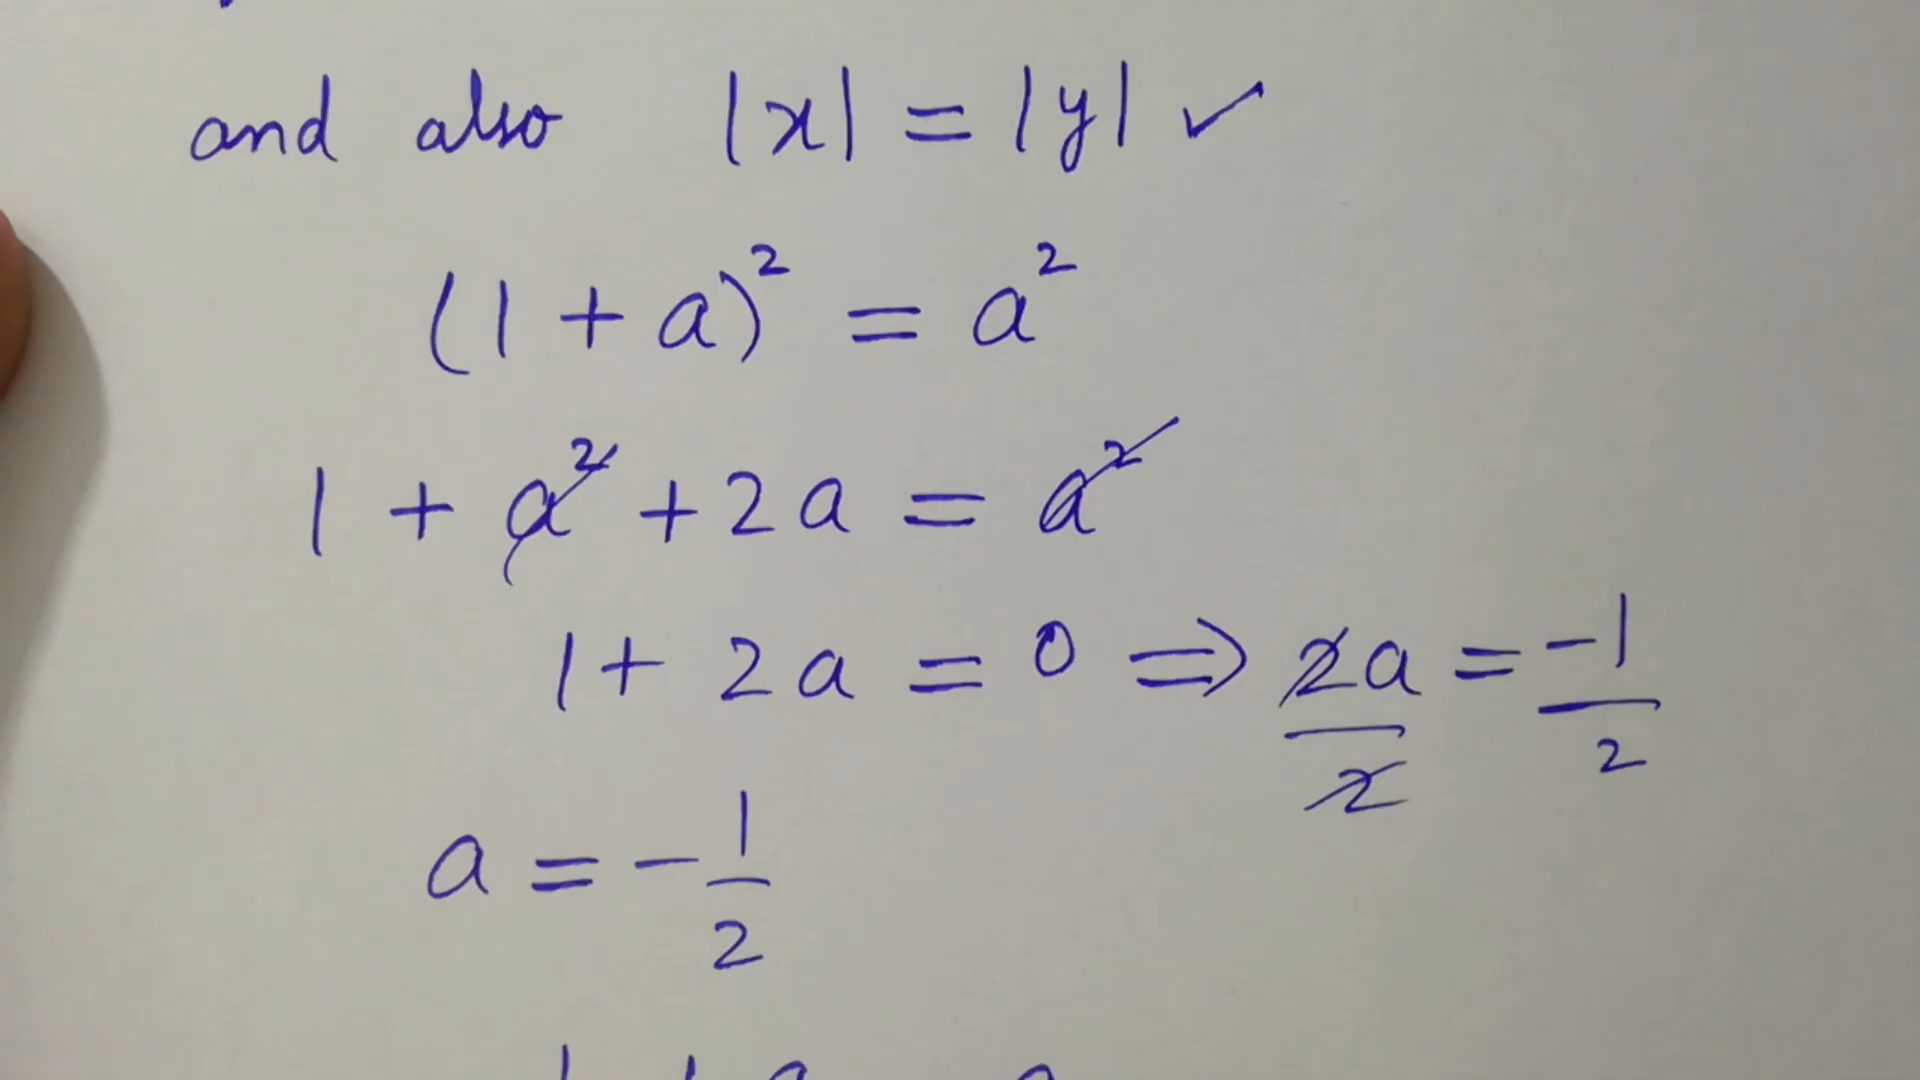 and also |x| = |y| ✓
(1 + a)² = a²
1 + a² + 2a = a²
1 + 2a = 0 ⇒ 2a/2 = -1/2
a = -1/2